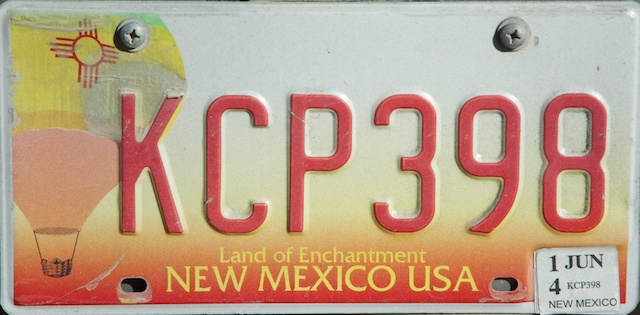 KCP398
Land of Enchantment
NEW MEXICO USA
1 JUN
4 KCP398
NEW MEXICO